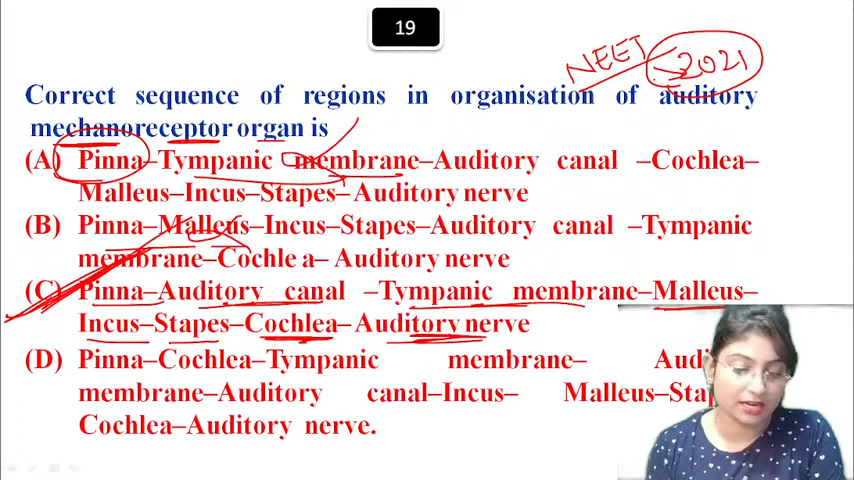 19
NEET 2021
Correct sequence of regions in organisation of auditory
mechanoreceptor organ is
(A) Pinna–Tympanic membrane–Auditory canal –Cochlea–
Malleus–Incus–Stapes–Auditory nerve
(B) Pinna–Malleus–Incus–Stapes–Auditory canal –Tympanic
membrane–Cochle a– Auditory nerve
(C) Pinna–Auditory canal –Tympanic membrane–Malleus–
Incus–Stapes–Cochlea–Auditory nerve
(D) Pinna–Cochlea–Tympanic membrane–
membrane–Auditory canal–Incus– Malleus–
Cochlea–Auditory nerve.